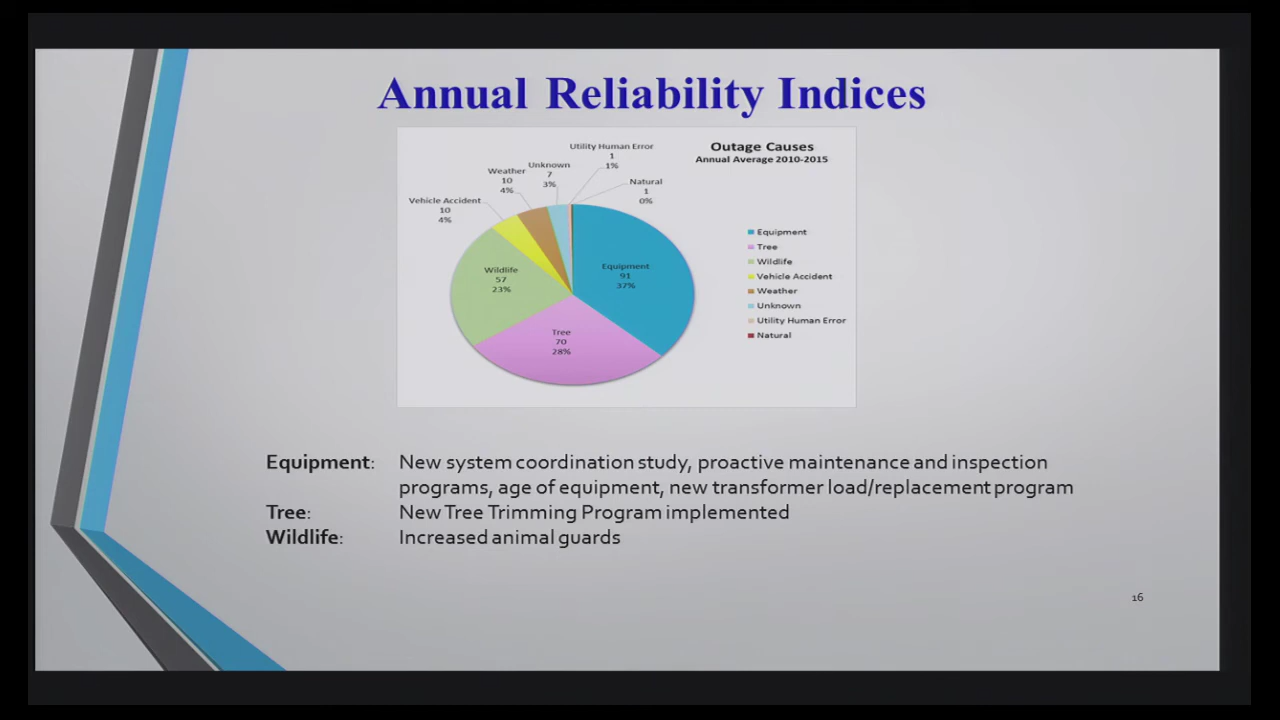 Annual Reliability Indices
Outage Causes
Annual Average 2010-2015
Utility Human Error
1
1%
Unknown
7
3%
Weather
10
4%
Natural
1
0%
Vehicle Accident
10
4%
Equipment
91
37%
Wildlife
57
23%
Tree
70
28%
Equipment
Tree
Wildlife
Vehicle Accident
Weather
Unknown
Utility Human Error
Natural
Equipment: New system coordination study, proactive maintenance and inspection
programs, age of equipment, new transformer load/replacement program
Tree: New Tree Trimming Program implemented
Wildlife: Increased animal guards
16